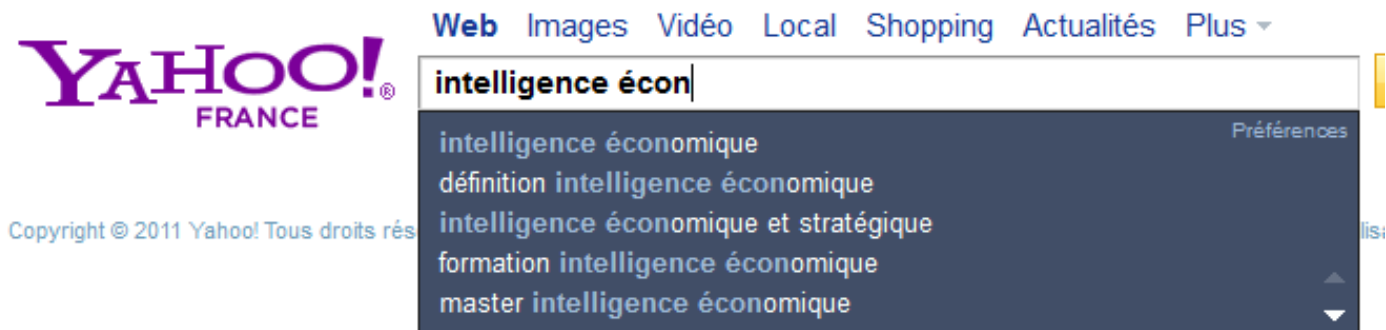 Web Images Vidéo Local Shopping Actualités Plus
YAHOO!®
FRANCE
intelligence écon
Préférences
intelligence économique
définition intelligence économique
intelligence économique et stratégique
formation intelligence économique
master intelligence économique
Copyright © 2011 Yahoo! Tous droits